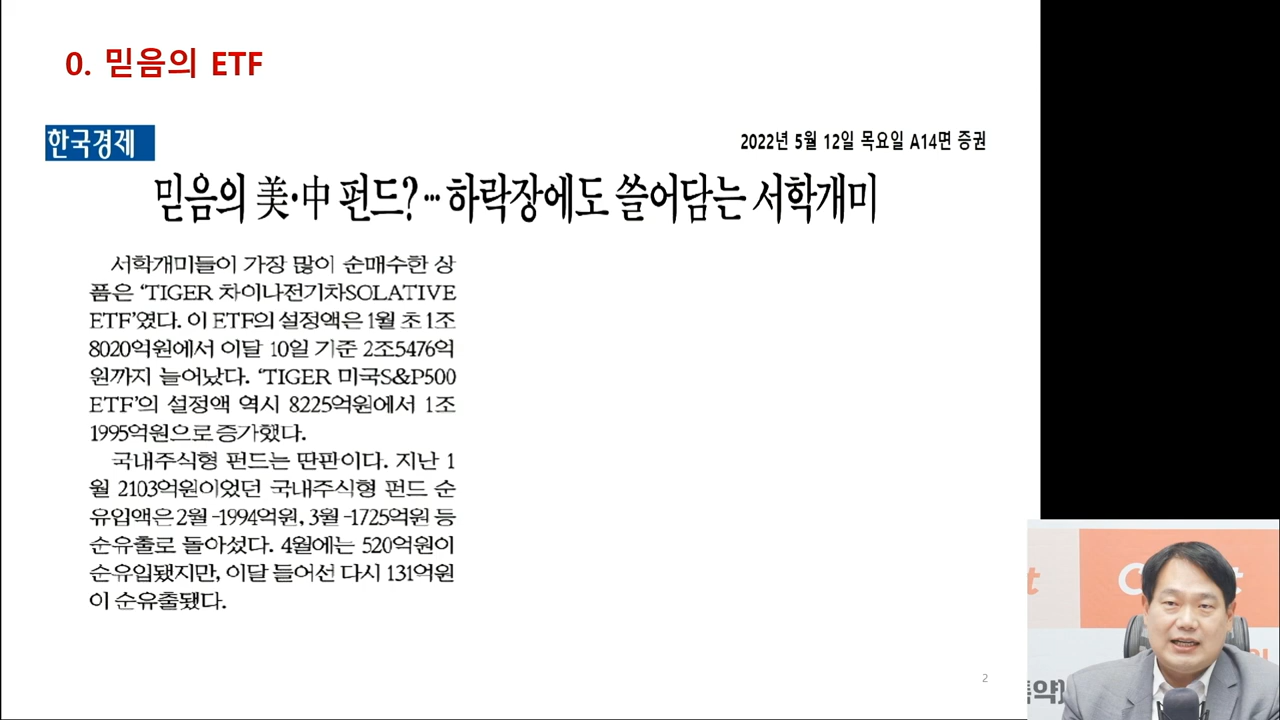 0. 믿음의 ETF
한국경제
2022년 5월 12일 목요일 A14면 증권
믿음의 美·中 펀드?… 하락장에도 쓸어담는 서학개미
서학개미들이 가장 많이 순매수한 상
품은 ‘TIGER 차이나전기차SOLATIVE
ETF’였다. 이 ETF의 설정액은 1월 초 1조
8020억원에서 이달 10일 기준 2조5476억
원까지 늘어났다. ‘TIGER 미국S&P500
ETF’의 설정액 역시 8225억원에서 1조
1995억원으로 증가했다.
국내주식형 펀드는 딴판이다. 지난 1
월 2103억원이었던 국내주식형 펀드 순
유입액은 2월 -1994억원, 3월 -1725억원 등
순유출로 돌아섰다. 4월에는 520억원이
순유입됐지만, 이달 들어선 다시 131억원
이 순유출됐다.
2